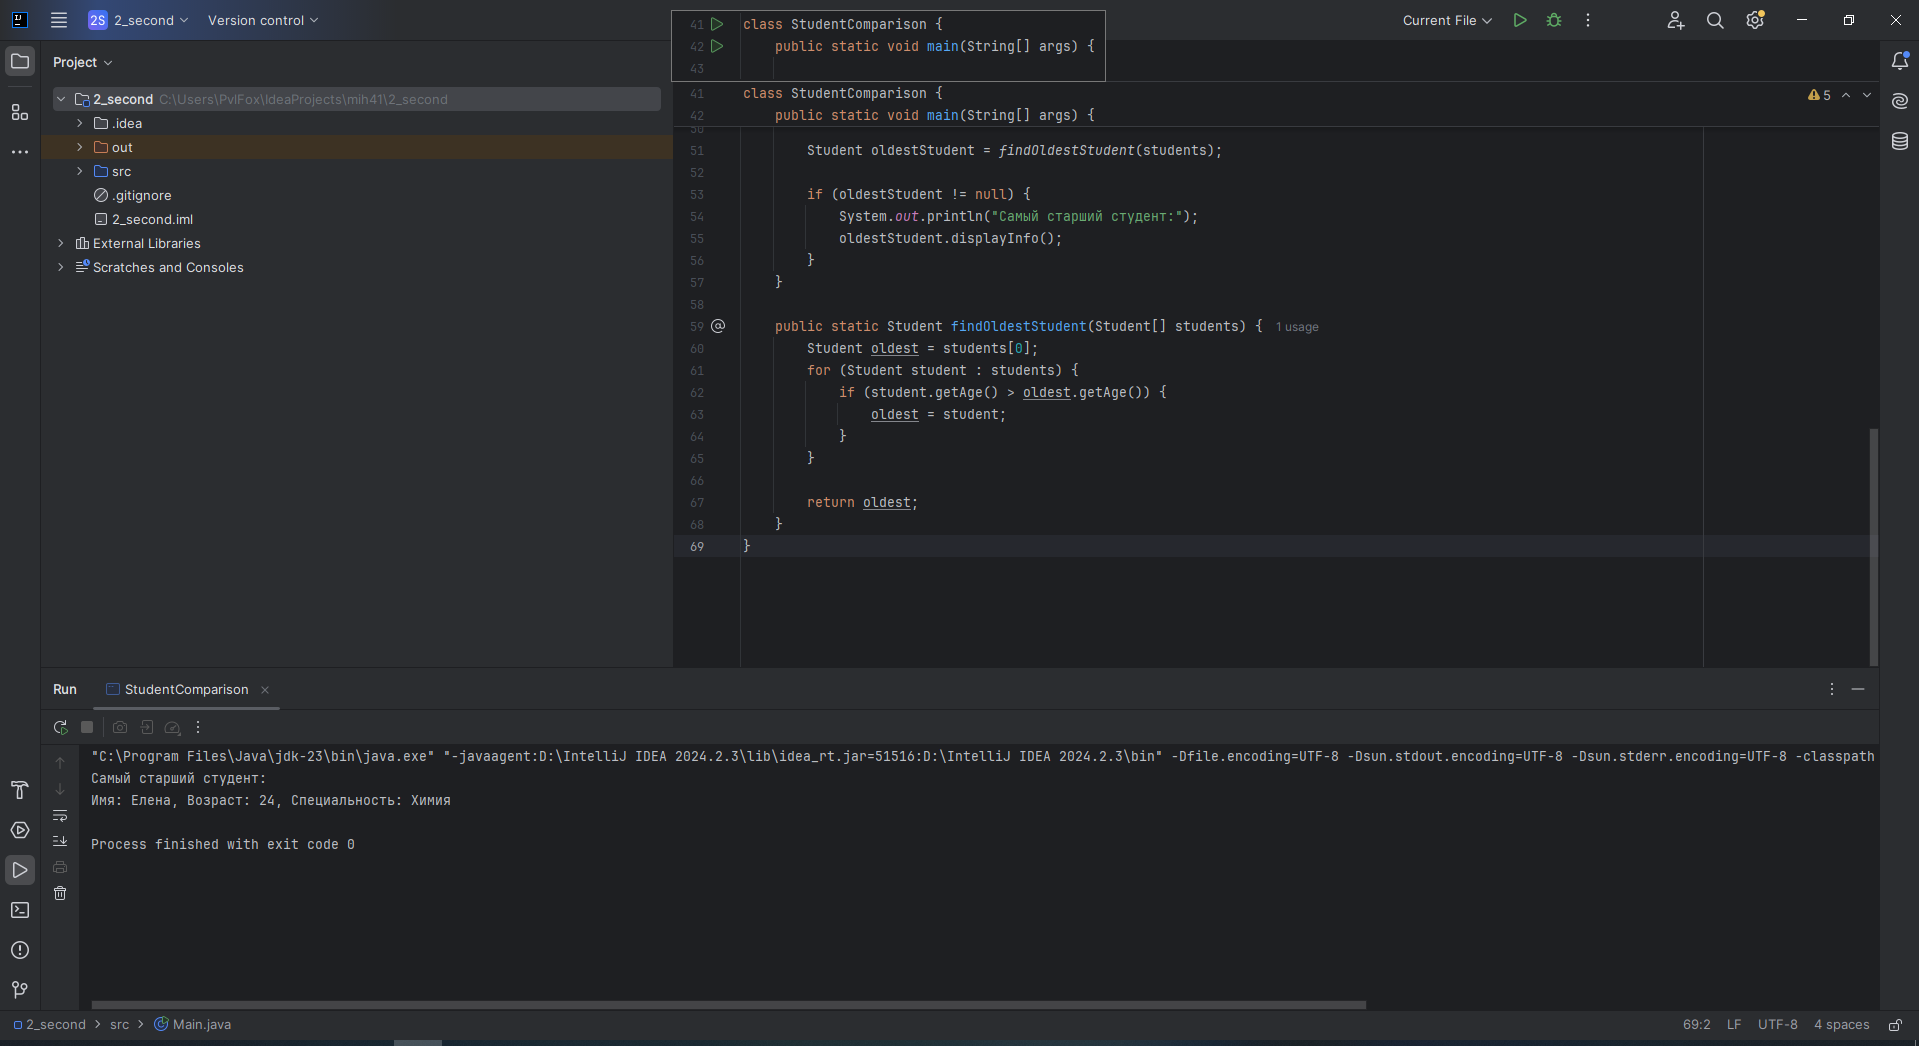 2S 2_second Version control
Current File
Project
2_second C:\Users\PvlFox\IdeaProjects\mih41\2_second
.idea
out
src
.gitignore
2_second.iml
External Libraries
Scratches and Consoles
41 class StudentComparison {
42 public static void main(String[] args) {
43
41 class StudentComparison {
42 public static void main(String[] args) {
5
50
51 Student oldestStudent = findOldestStudent(students);
52
53 if (oldestStudent != null) {
54 System.out.println("Самый старший студент:");
55 oldestStudent.displayInfo();
56 }
57 }
58
59 public static Student findOldestStudent(Student[] students) { 1 usage
60 Student oldest = students[0];
61 for (Student student : students) {
62 if (student.getAge() > oldest.getAge()) {
63 oldest = student;
64 }
65 }
66
67 return oldest;
68 }
69 }
Run StudentComparison
"C:\Program Files\Java\jdk-23\bin\java.exe" "-javaagent:D:\IntelliJ IDEA 2024.2.3\lib\idea_rt.jar=51516:D:\IntelliJ IDEA 2024.2.3\bin" -Dfile.encoding=UTF-8 -Dsun.stdout.encoding=UTF-8 -Dsun.stderr.encoding=UTF-8 -classpath
Самый старший студент:
Имя: Елена, Возраст: 24, Специальность: Химия
Process finished with exit code 0
2_second > src > Main.java
69:2 LF UTF-8 4 spaces